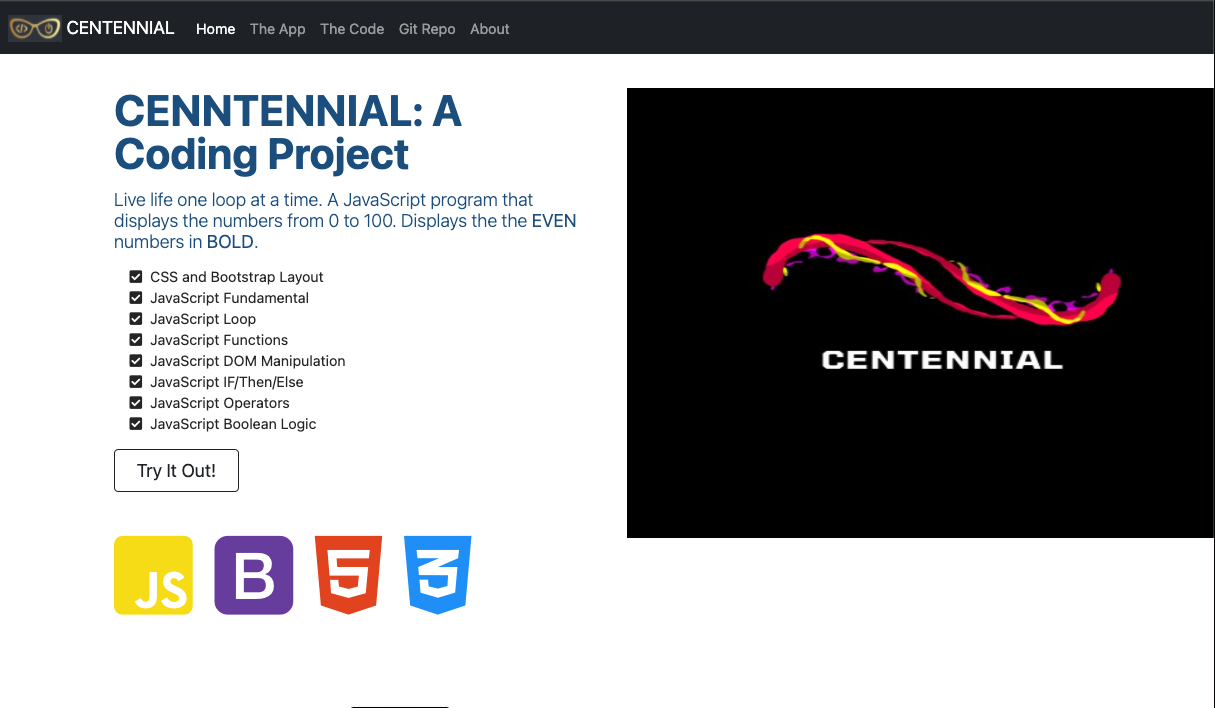 CENTENNIAL Home The App The Code Git Repo About
CENNTENNIAL: A
Coding Project
Live life one loop at a time. A JavaScript program that
displays the numbers from 0 to 100. Displays the the EVEN
numbers in BOLD.
CSS and Bootstrap Layout
JavaScript Fundamental
JavaScript Loop
JavaScript Functions
JavaScript DOM Manipulation
JavaScript IF/Then/Else
JavaScript Operators
JavaScript Boolean Logic
Try It Out!
JS B 5 3
CENTENNIAL